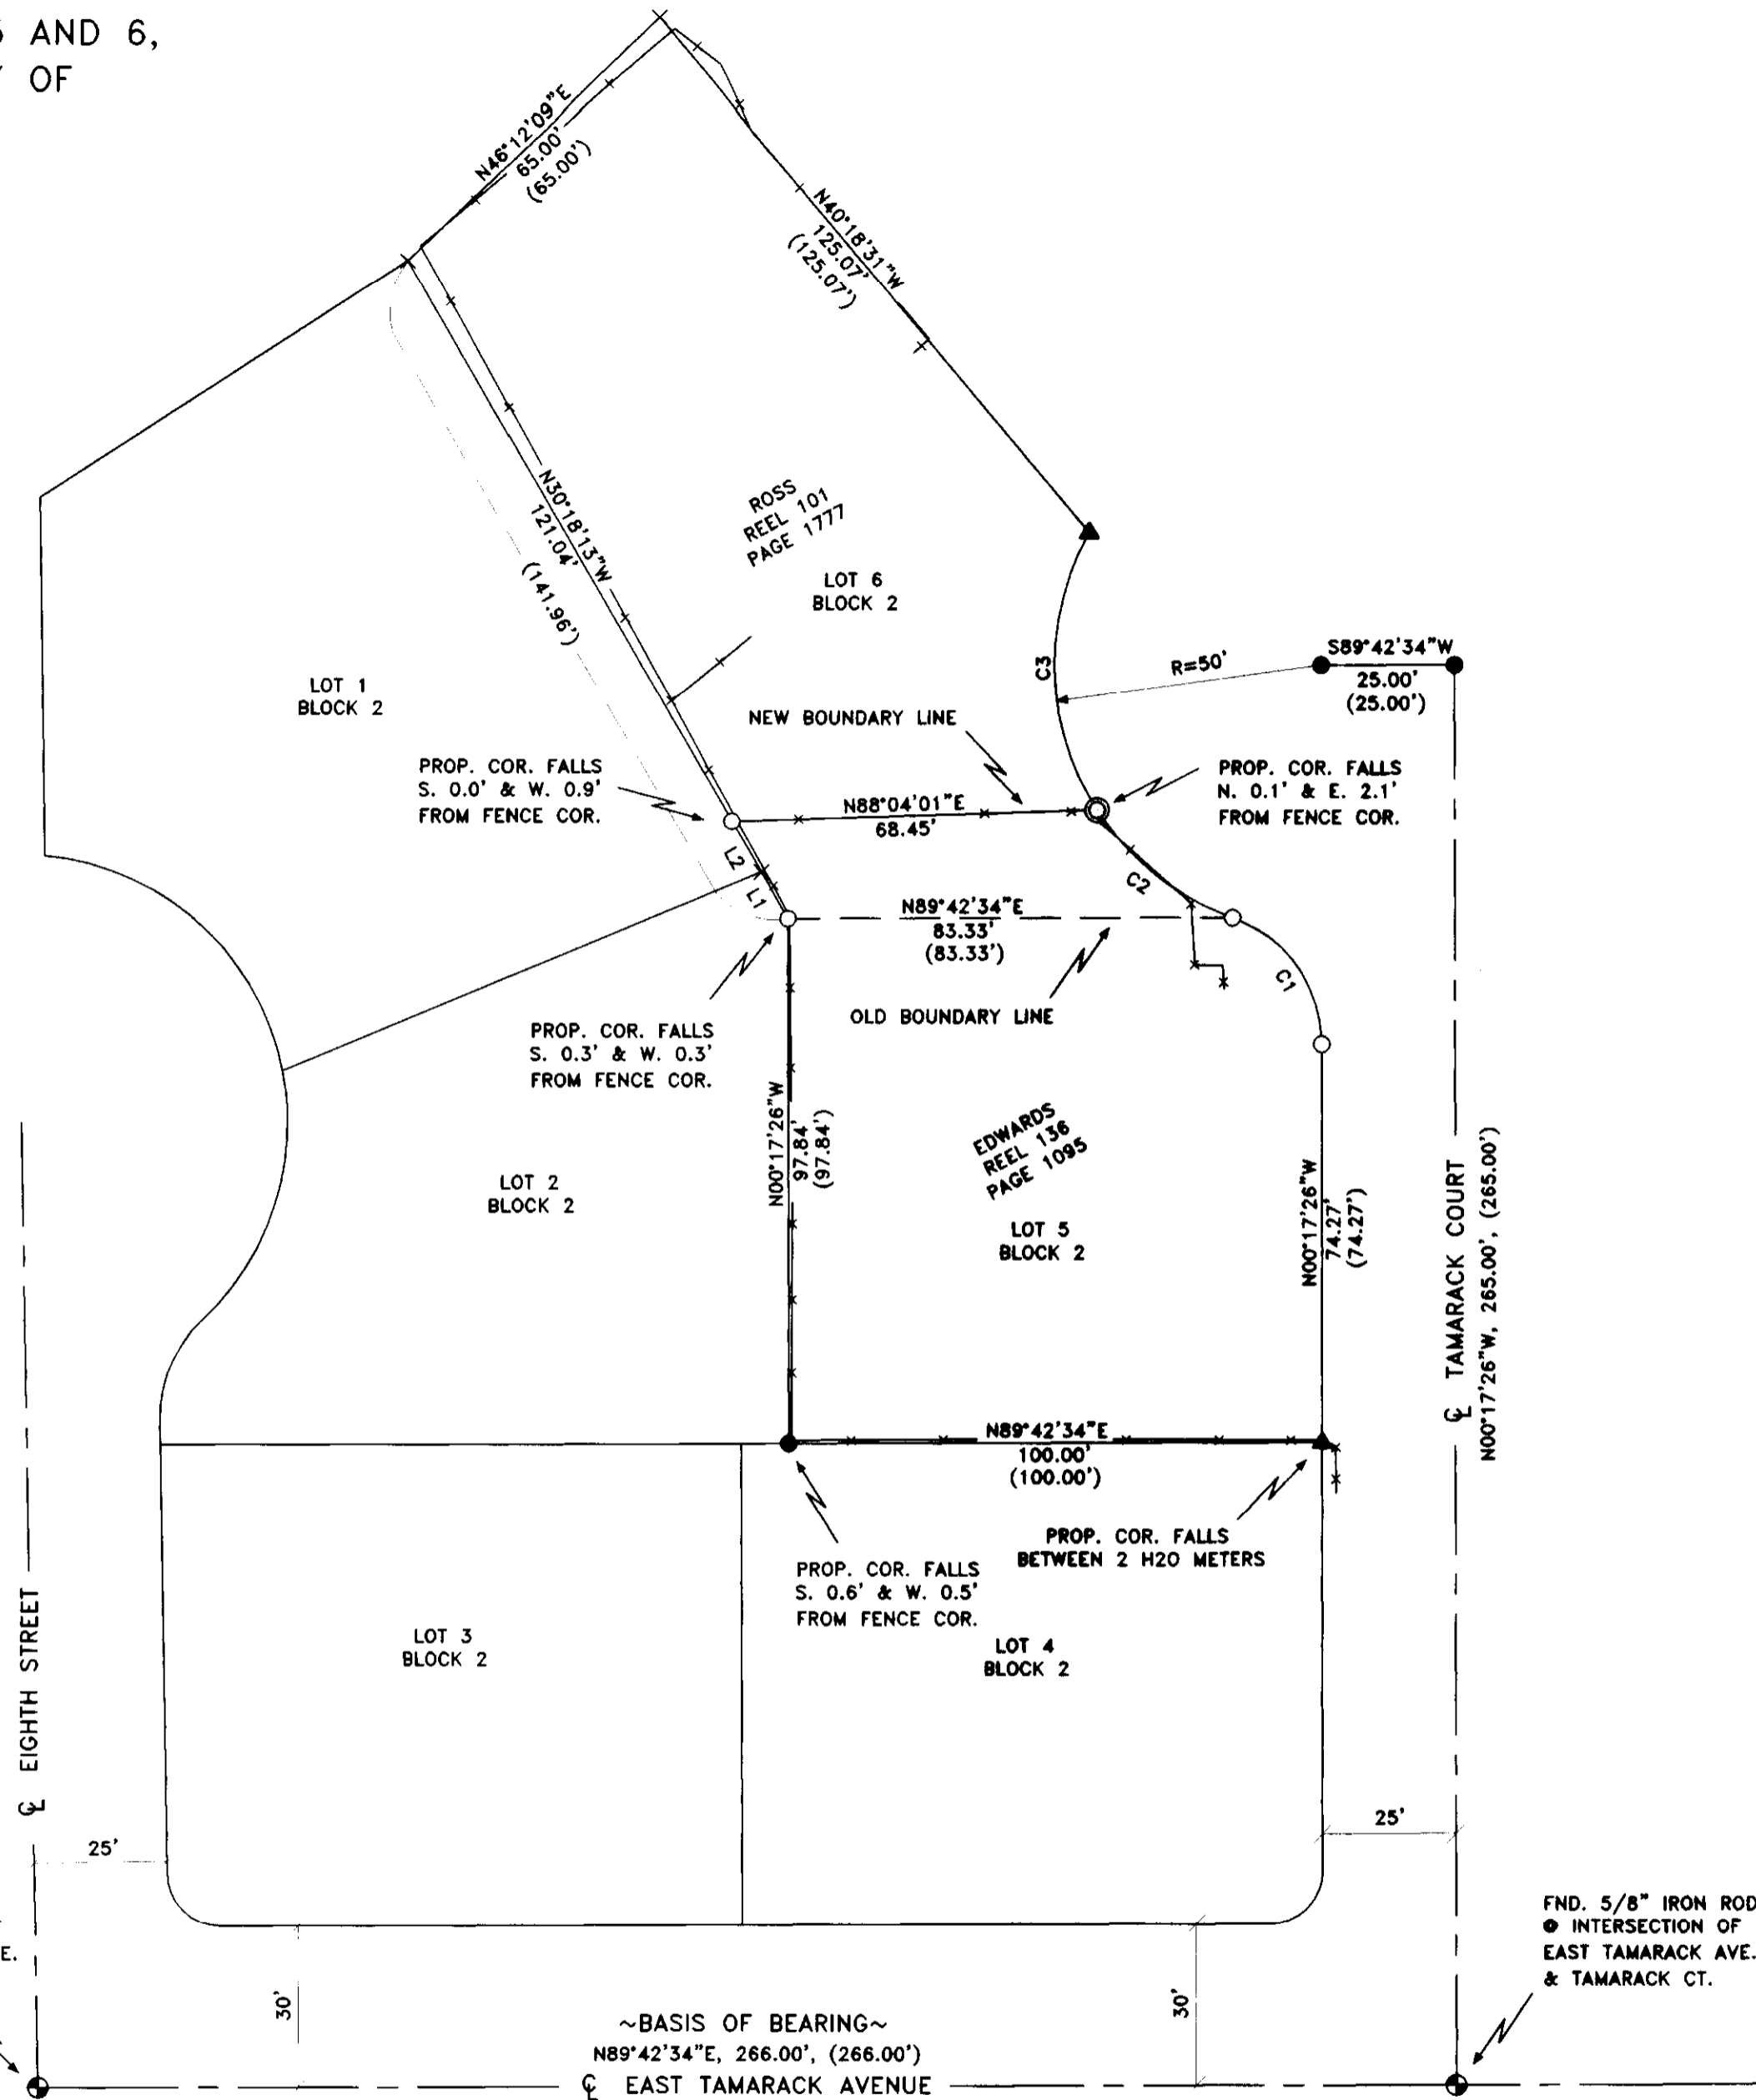 AND 6,
OF
N46°12'09"E
65.00'
(65.00')
N40°18'31"W
125.07'
(125.07')
N30°18'13"W
121.04'
(141.96')
ROSS
REEL 101
PAGE 1777
LOT 6
BLOCK 2
LOT 1
BLOCK 2
C3
R=50'
S89°42'34"W
25.00'
(25.00')
NEW BOUNDARY LINE
PROP. COR. FALLS
S. 0.0' & W. 0.9'
FROM FENCE COR.
PROP. COR. FALLS
N. 0.1' & E. 2.1'
FROM FENCE COR.
N88°04'01"E
68.45'
L2
L1
C2
N89°42'34"E
83.33'
(83.33')
C1
OLD BOUNDARY LINE
PROP. COR. FALLS
S. 0.3' & W. 0.3'
FROM FENCE COR.
N00°17'26"W
97.84'
(97.84')
EDWARDS
REEL 136
PAGE 1095
LOT 5
BLOCK 2
LOT 2
BLOCK 2
N00°17'26"W
74.27'
(74.27')
℄ TAMARACK COURT
N00°17'26"W, 265.00', (265.00')
N89°42'34"E
100.00'
(100.00')
PROP. COR. FALLS
BETWEEN 2 H2O METERS
PROP. COR. FALLS
S. 0.6' & W. 0.5'
FROM FENCE COR.
LOT 3
BLOCK 2
LOT 4
BLOCK 2
℄ EIGHTH STREET
25'
25'
FND. 5/8" IRON ROD
@ INTERSECTION OF
EAST TAMARACK AVE.
& TAMARACK CT.
E.
30'
30'
~BASIS OF BEARING~
N89°42'34"E, 266.00', (266.00')
℄ EAST TAMARACK AVENUE